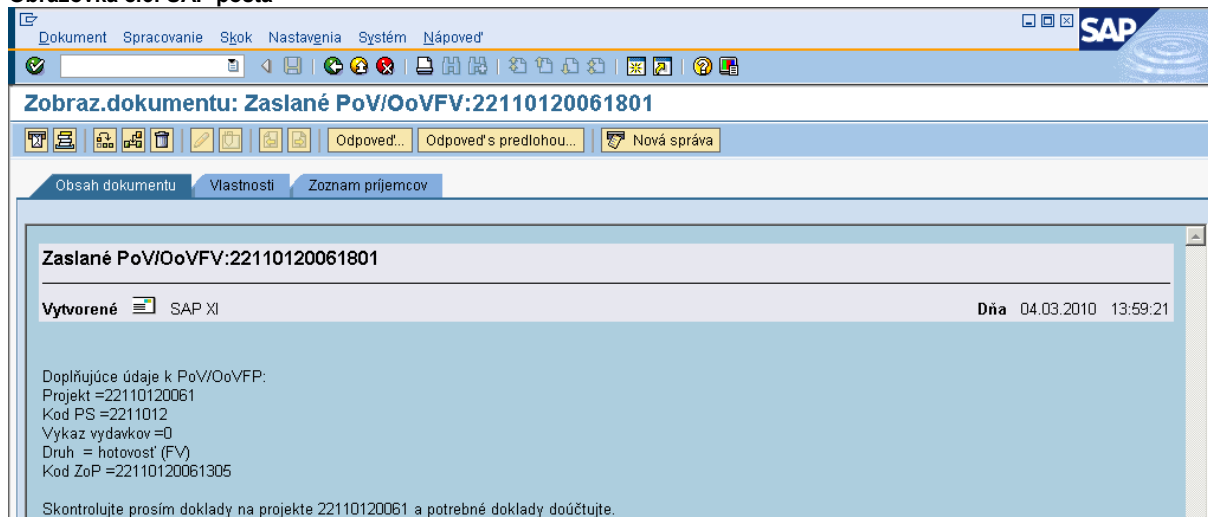 Obrazovka SAP pošta
Dokument Spracovanie Skok Nastavenia Systém Nápoveď
SAP
Zobraz.dokumentu: Zaslané PoV/OoVFV:22110120061801
Odpoveď... Odpoveď s predlohou... Nová správa
Obsah dokumentu Vlastnosti Zoznam príjemcov
Zaslané PoV/OoVFV:22110120061801
Vytvorené SAP XI Dňa 04.03.2010 13:59:21
Doplňujúce údaje k PoV/OoVFP:
Projekt =22110120061
Kod PS =2211012
Vykaz vydavkov =0
Druh = hotovosť (FV)
Kod ZoP =22110120061305
Skontrolujte prosím doklady na projekte 22110120061 a potrebné doklady doúčtujte.